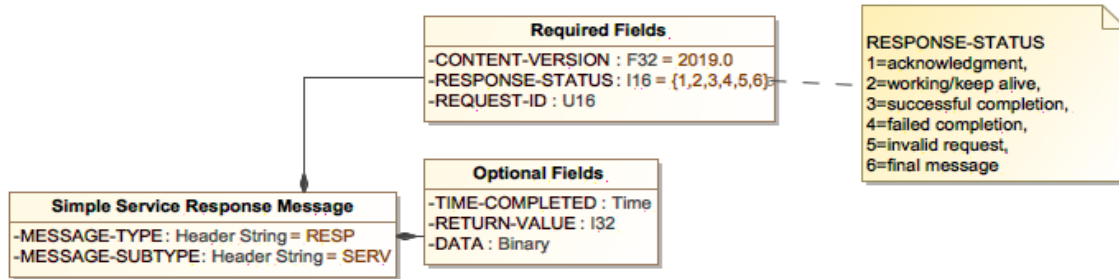 Required Fields
-CONTENT-VERSION : F32 = 2019.0
-RESPONSE-STATUS: I16 = {1,2,3,4,5,6}
-REQUEST-ID : U16
RESPONSE-STATUS
1=acknowledgment,
2=working/keep alive,
3=successful completion,
4=failed completion,
5=invalid request,
6=final message
Optional Fields
-TIME-COMPLETED : Time
-RETURN-VALUE : I32
-DATA : Binary
Simple Service Response Message
-MESSAGE-TYPE: Header String = RESP
-MESSAGE-SUBTYPE: Header String = SERV